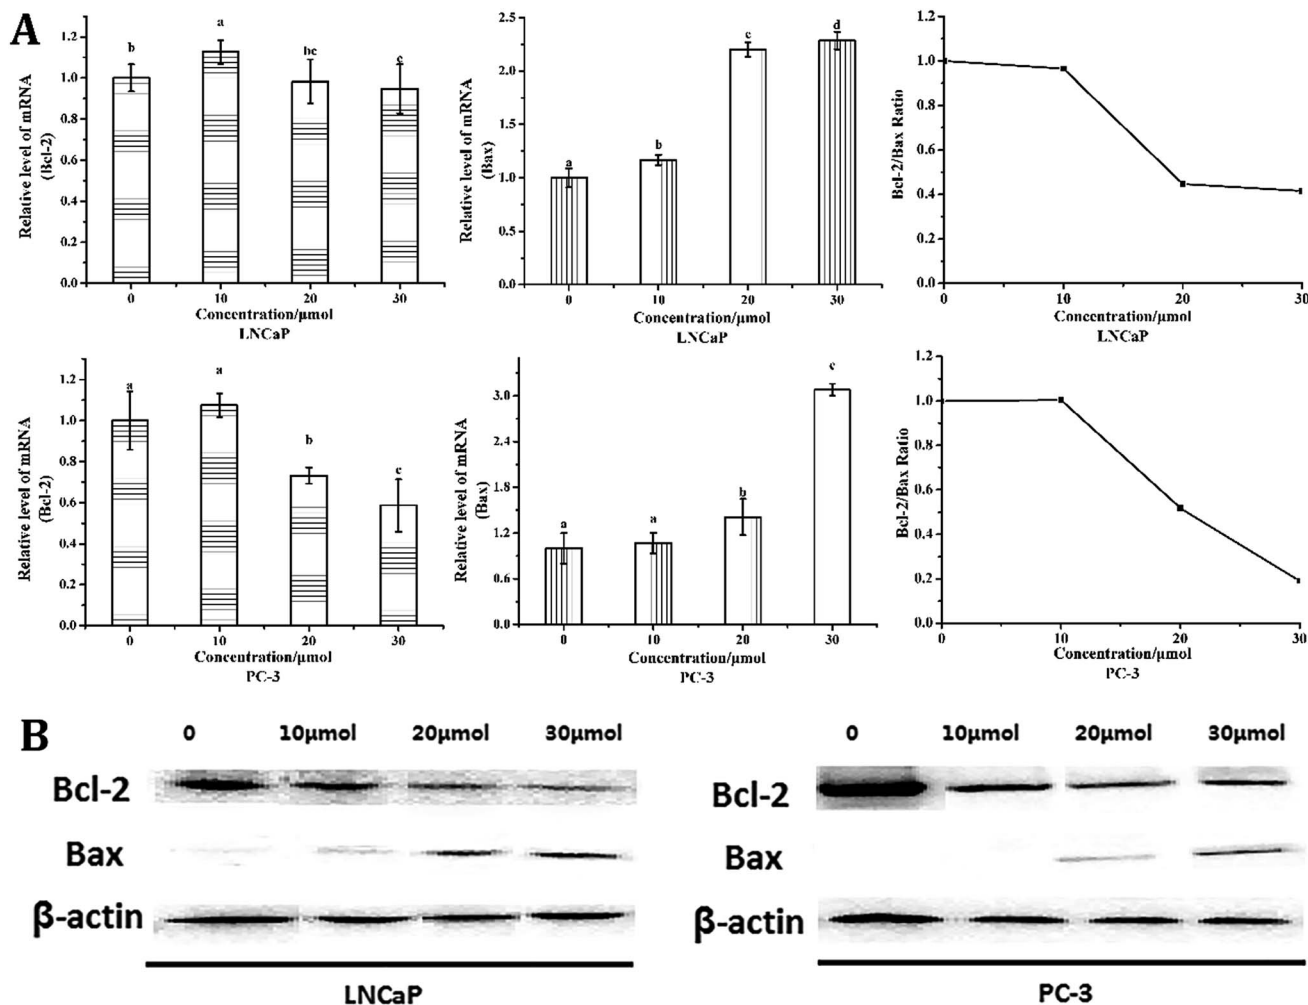 A
Relative level of mRNA
(Bcl-2)
1.2
1.0
0.8
0.6
0.4
0.2
0.0
b
a
bc
c
0
10
20
30
Concentration/μmol
LNCaP
Relative level of mRNA
(Bax)
2.5
2.0
1.5
1.0
0.5
0.0
a
b
c
d
0
10
20
30
Concentration/μmol
LNCaP
Bcl-2/Bax Ratio
1.2
1.0
0.8
0.6
0.4
0.2
0.0
0
10
20
30
Concentration/μmol
LNCaP
Relative level of mRNA
(Bcl-2)
1.2
1.0
0.8
0.6
0.4
0.2
0.0
a
a
b
c
0
10
20
30
Concentration/μmol
PC-3
Relative level of mRNA
(Bax)
3.0
2.4
1.8
1.2
0.6
0.0
a
a
b
c
0
10
20
30
Concentration/μmol
PC-3
Bcl-2/Bax Ratio
1.2
1.0
0.8
0.6
0.4
0.2
0.0
0
10
20
30
Concentration/μmol
PC-3
B
0 10μmol 20μmol 30μmol
Bcl-2
Bax
β-actin
LNCaP
0 10μmol 20μmol 30μmol
Bcl-2
Bax
β-actin
PC-3